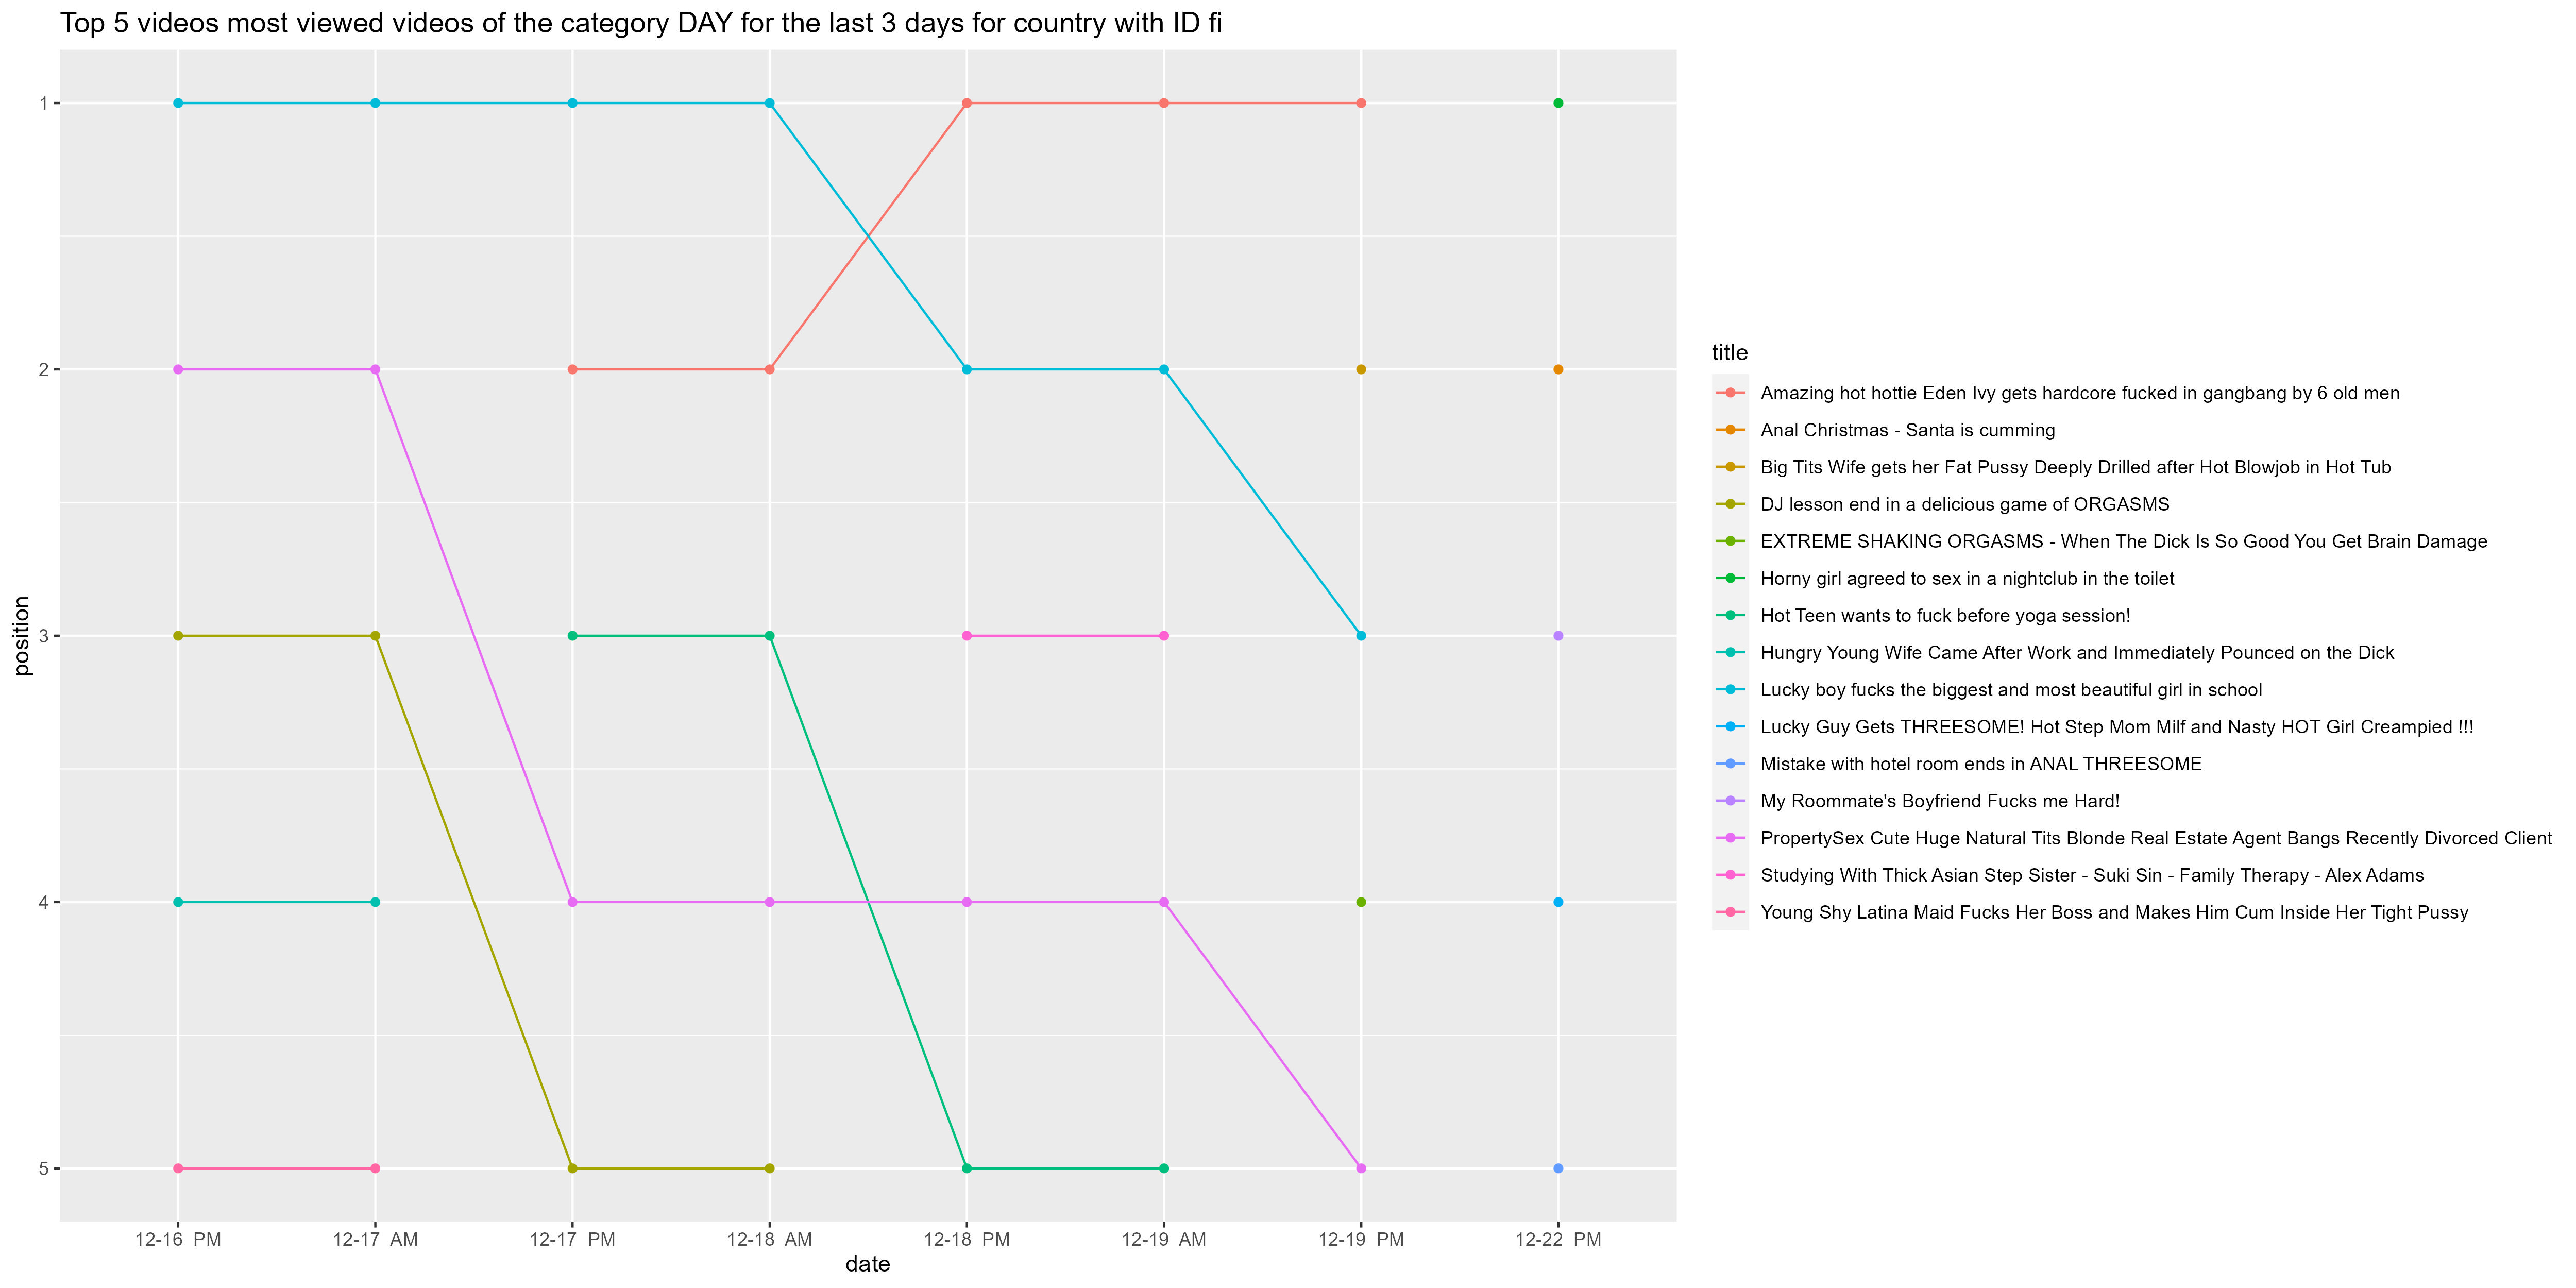 Top 5 videos most viewed videos of the category DAY for the last 3 days for country with ID fi
position
1
2
3
4
5
12-16 PM
12-17 AM
12-17 PM
12-18 AM
12-18 PM
12-19 AM
12-19 PM
12-22 PM
date
title
Amazing hot hottie Eden Ivy gets hardcore fucked in gangbang by 6 old men
Anal Christmas - Santa is cumming
Big Tits Wife gets her Fat Pussy Deeply Drilled after Hot Blowjob in Hot Tub
DJ lesson end in a delicious game of ORGASMS
EXTREME SHAKING ORGASMS - When The Dick Is So Good You Get Brain Damage
Horny girl agreed to sex in a nightclub in the toilet
Hot Teen wants to fuck before yoga session!
Hungry Young Wife Came After Work and Immediately Pounced on the Dick
Lucky boy fucks the biggest and most beautiful girl in school
Lucky Guy Gets THREESOME! Hot Step Mom Milf and Nasty HOT Girl Creampied !!!
Mistake with hotel room ends in ANAL THREESOME
My Roommate's Boyfriend Fucks me Hard!
PropertySex Cute Huge Natural Tits Blonde Real Estate Agent Bangs Recently Divorced Client
Studying With Thick Asian Step Sister - Suki Sin - Family Therapy - Alex Adams
Young Shy Latina Maid Fucks Her Boss and Makes Him Cum Inside Her Tight Pussy